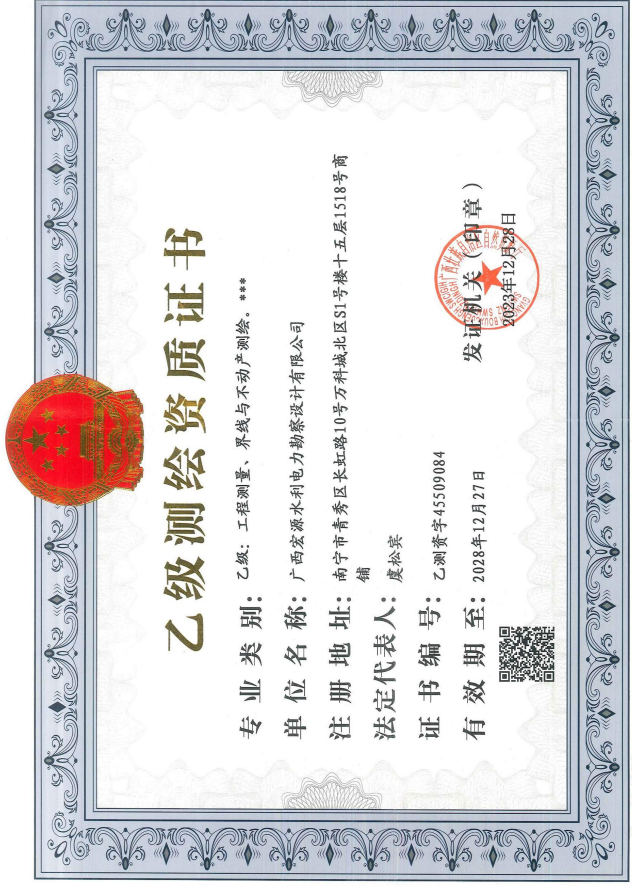 乙级测绘资质证书
专业类别：乙级：工程测量、界线与不动产测绘。***
单位名称：广西宏源水利电力勘察设计有限公司
注册地址：南宁市青秀区长虹路10号万科城北区S1号楼十五层1518号商
铺
法定代表人：虞松宾
证书编号：乙测资字45509084
有效期至：2028年12月27日
发证机关（印章）
2023年12月28日